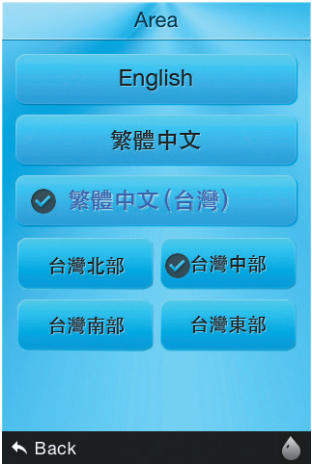 Area
English
繁體中文
繁體中文(台灣)
台灣北部
台灣中部
台灣南部
台灣東部
Back